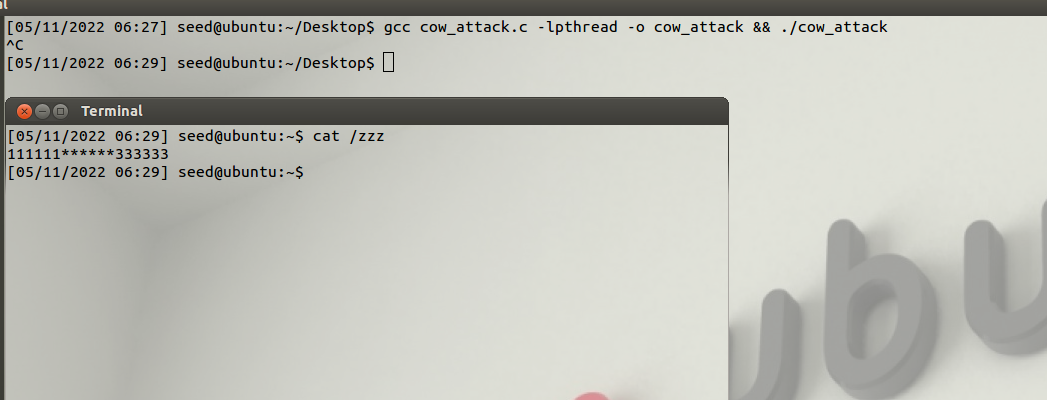 [05/11/2022 06:27] seed@ubuntu:~/Desktop$ gcc cow_attack.c -lpthread -o cow_attack && ./cow_attack
^C
[05/11/2022 06:29] seed@ubuntu:~/Desktop$
Terminal
[05/11/2022 06:29] seed@ubuntu:~$ cat /zzz
111111******333333
[05/11/2022 06:29] seed@ubuntu:~$
ubu